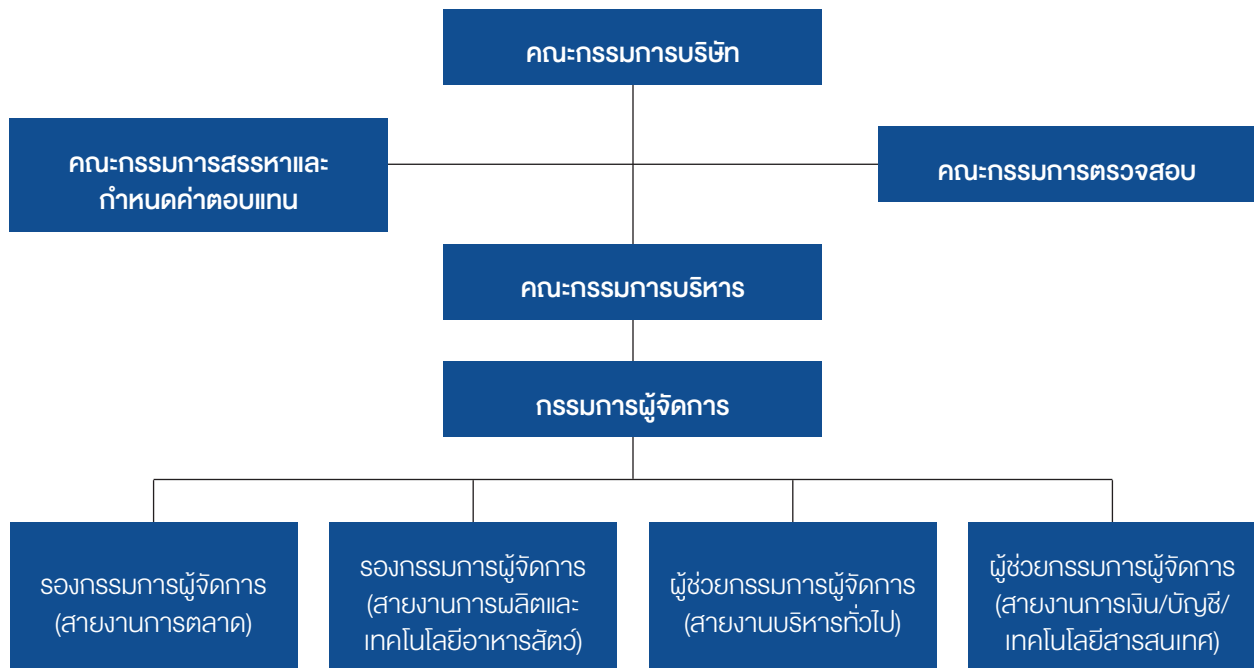 คณะกรรมการบริษัท
คณะกรรมการสรรหาและ
กำหนดค่าตอบแทน
คณะกรรมการตรวจสอบ
คณะกรรมการบริหาร
กรรมการผู้จัดการ
รองกรรมการผู้จัดการ
(สายงานการตลาด)
รองกรรมการผู้จัดการ
(สายงานการผลิตและ
เทคโนโลยีอาหารสัตว์)
ผู้ช่วยกรรมการผู้จัดการ
(สายงานบริหารทั่วไป)
ผู้ช่วยกรรมการผู้จัดการ
(สายงานการเงิน/บัญชี/
เทคโนโลยีสารสนเทศ)